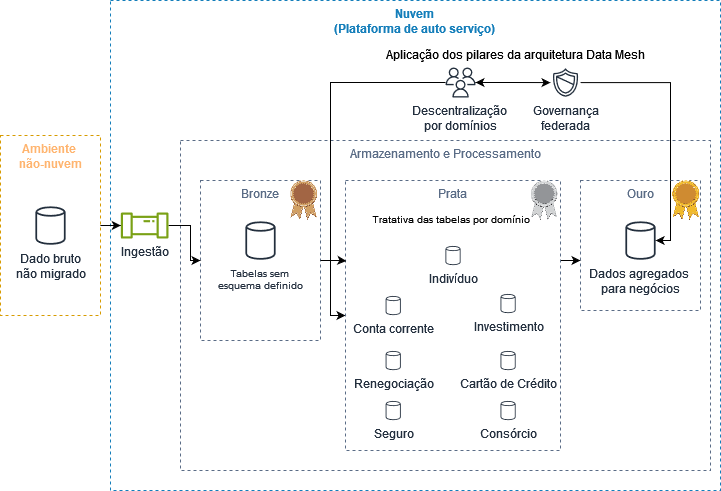 Nuvem
(Plataforma de auto serviço)
Aplicação dos pilares da arquitetura Data Mesh
Descentralização
por domínios
Governança
federada
Ambiente
não-nuvem
Dado bruto
não migrado
Ingestão
Armazenamento e Processamento
Bronze
Tabelas sem
esquema definido
Prata
Tratativa das tabelas por domínio
Indivíduo
Conta corrente
Investimento
Renegociação
Cartão de Crédito
Seguro
Consórcio
Ouro
Dados agregados
para negócios